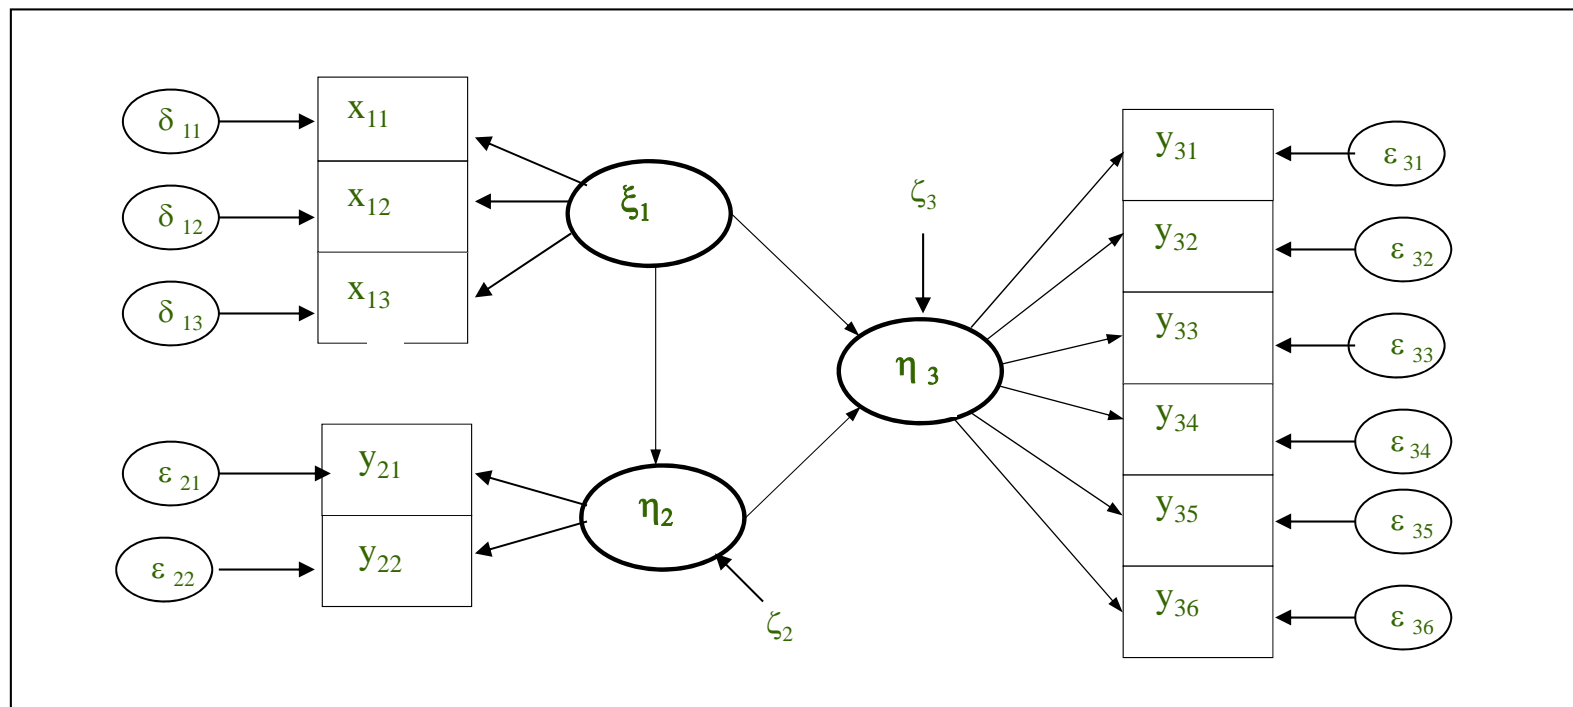 δ 11
x11
δ 12
x12
δ 13
x13
ξ1
ζ3
y31
ε 31
y32
ε 32
η 3
y33
ε 33
y34
ε 34
y35
ε 35
y36
ε 36
ε 21
y21
ε 22
y22
η2
ζ2